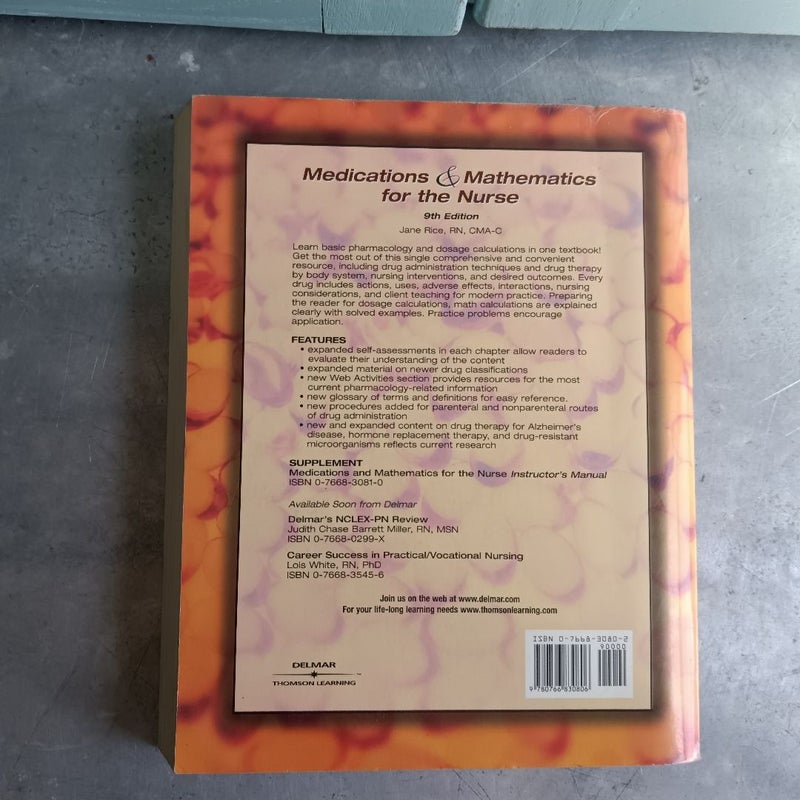 Medications & Mathematics
for the Nurse
9th Edition
Jane Rice, RN, CMA-C
Learn basic pharmacology and dosage calculations in one textbook!
Get the most out of this single comprehensive and convenient
resource, including drug administration techniques and drug therapy
by body system, nursing interventions, and desired outcomes. Every
drug includes actions, uses, adverse effects, interactions, nursing
considerations, and client teaching for modern practice. Preparing
the reader for dosage calculations, math calculations are explained
clearly with solved examples. Practice problems encourage
application.
FEATURES
• expanded self-assessments in each chapter allow readers to
evaluate their understanding of the content
• expanded material on newer drug classifications
• new Web Activities section provides resources for the most
current pharmacology-related information
• new glossary of terms and definitions for easy reference.
• new procedures added for parenteral and nonparenteral routes
of drug administration
• new and expanded content on drug therapy for Alzheimer's
disease, hormone replacement therapy, and drug-resistant
microorganisms reflects current research
SUPPLEMENT
Medications and Mathematics for the Nurse Instructor's Manual
ISBN 0-7668-3081-0
Available Soon from Delmar
Delmar's NCLEX-PN Review
Judith Chase Barrett Miller, RN, MSN
ISBN 0-7668-0299-X
Career Success in Practical/Vocational Nursing
Lois White, RN, PhD
ISBN 0-7668-3545-6
Join us on the web at www.delmar.com
For your life-long learning needs www.thomsonlearning.com
ISBN 0-7668-3080-2
90000
9 780766 830806
DELMAR
THOMSON LEARNING™